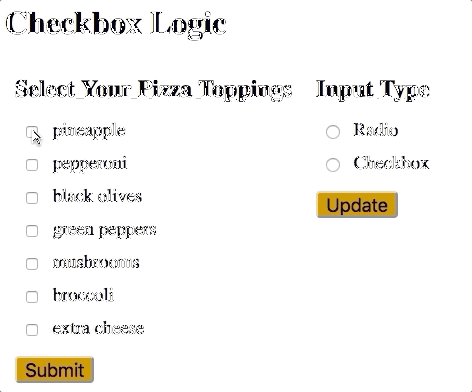 Checkbox Logic
Select Your Pizza Toppings
pineapple
pepperoni
black olives
green peppers
mushrooms
broccoli
extra cheese
Submit
Input Type
Radio
Checkbox
Update